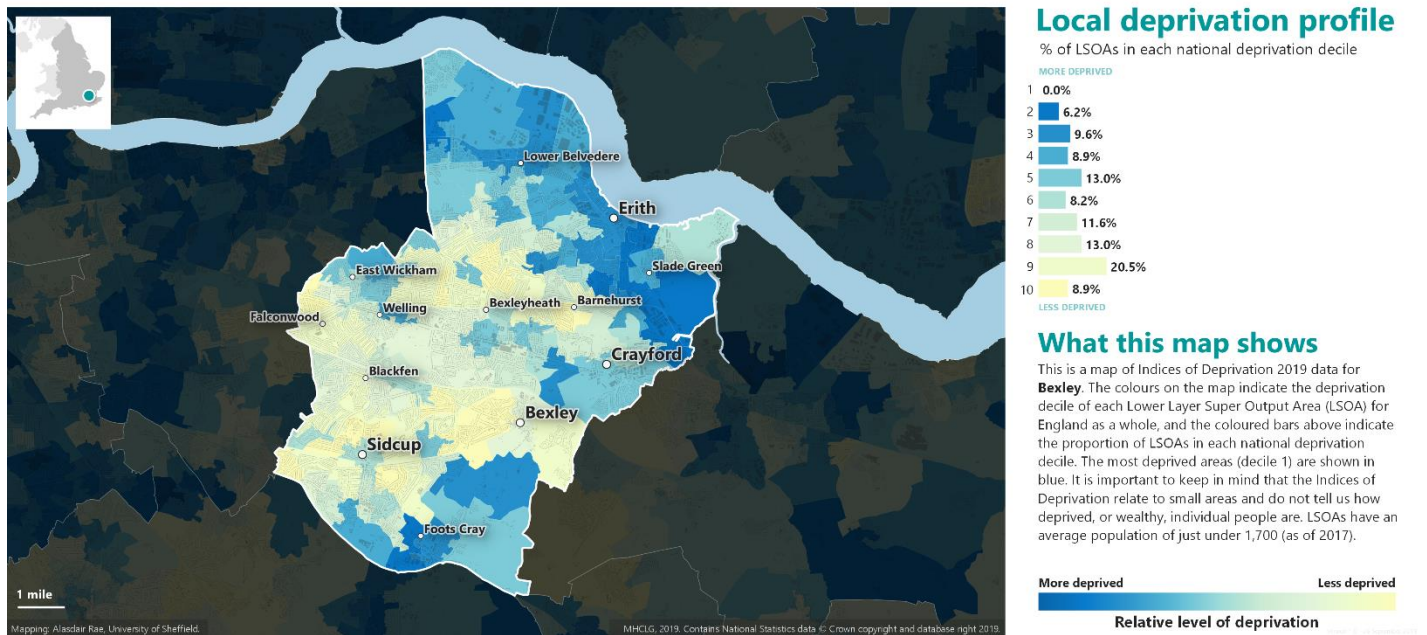 Local deprivation profile
% of LSOAs in each national deprivation decile
MORE DEPRIVED
1 0.0%
2 6.2%
3 9.6%
4 8.9%
5 13.0%
6 8.2%
7 11.6%
8 13.0%
9 20.5%
10 8.9%
LESS DEPRIVED
What this map shows
This is a map of Indices of Deprivation 2019 data for
Bexley. The colours on the map indicate the deprivation
decile of each Lower Layer Super Output Area (LSOA) for
England as a whole, and the coloured bars above indicate
the proportion of LSOAs in each national deprivation
decile. The most deprived areas (decile 1) are shown in
blue. It is important to keep in mind that the Indices of
Deprivation relate to small areas and do not tell us how
deprived, or wealthy, individual people are. LSOAs have an
average population of just under 1,700 (as of 2017).
More deprived Less deprived
Relative level of deprivation
Lower Belvedere
Erith
East Wickham
Slade Green
Welling
Bexleyheath
Barnehurst
Falconwood
Crayford
Blackfen
Bexley
Sidcup
Foots Cray
1 mile
Mapping: Alasdair Rae, University of Sheffield.
MHCLG, 2019. Contains National Statistics data © Crown copyright and database right 2019.